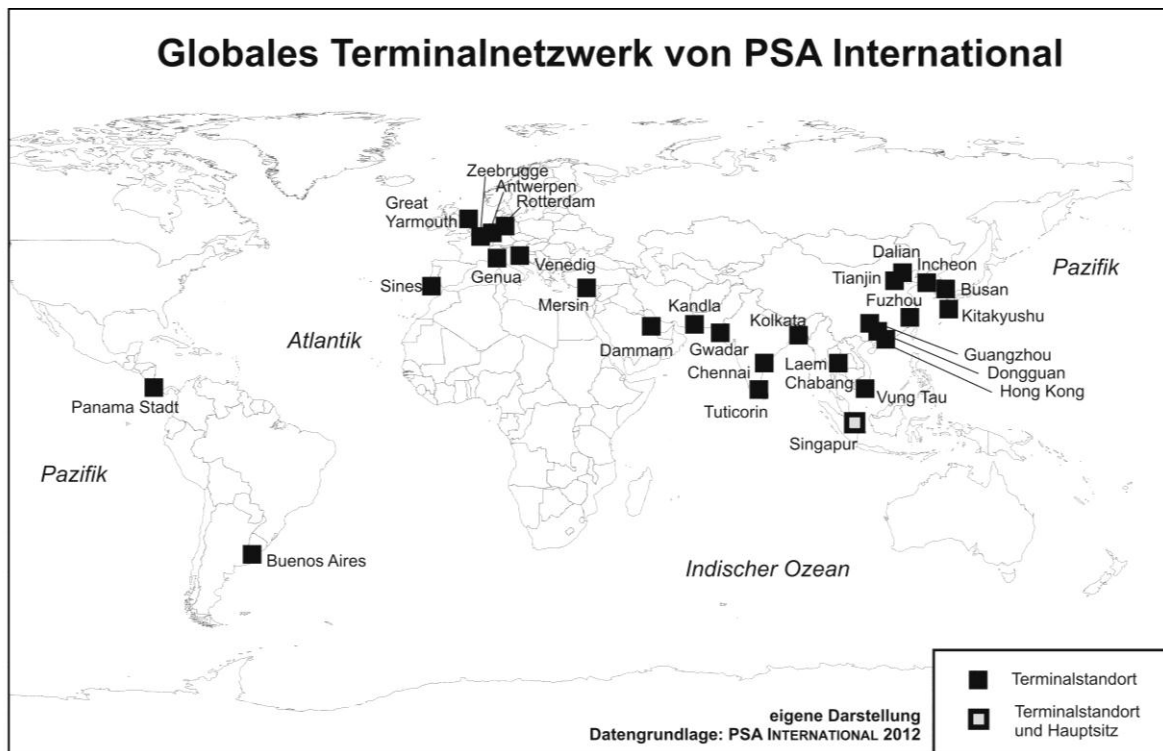 Globales Terminalnetzwerk von PSA International
Zeebrugge
Antwerpen
Rotterdam
Great
Yarmouth
Genua
Venedig
Sines
Mersin
Dammam
Kandla
Gwadar
Kolkata
Chennai
Tuticorin
Laem
Chabang
Vung Tau
Singapur
Dalian
Incheon
Tianjin
Busan
Fuzhou
Kitakyushu
Guangzhou
Dongguan
Hong Kong
Pazifik
Atlantik
Panama Stadt
Pazifik
Buenos Aires
Indischer Ozean
Terminalstandort
Terminalstandort
und Hauptsitz
eigene Darstellung
Datengrundlage: PSA INTERNATIONAL 2012